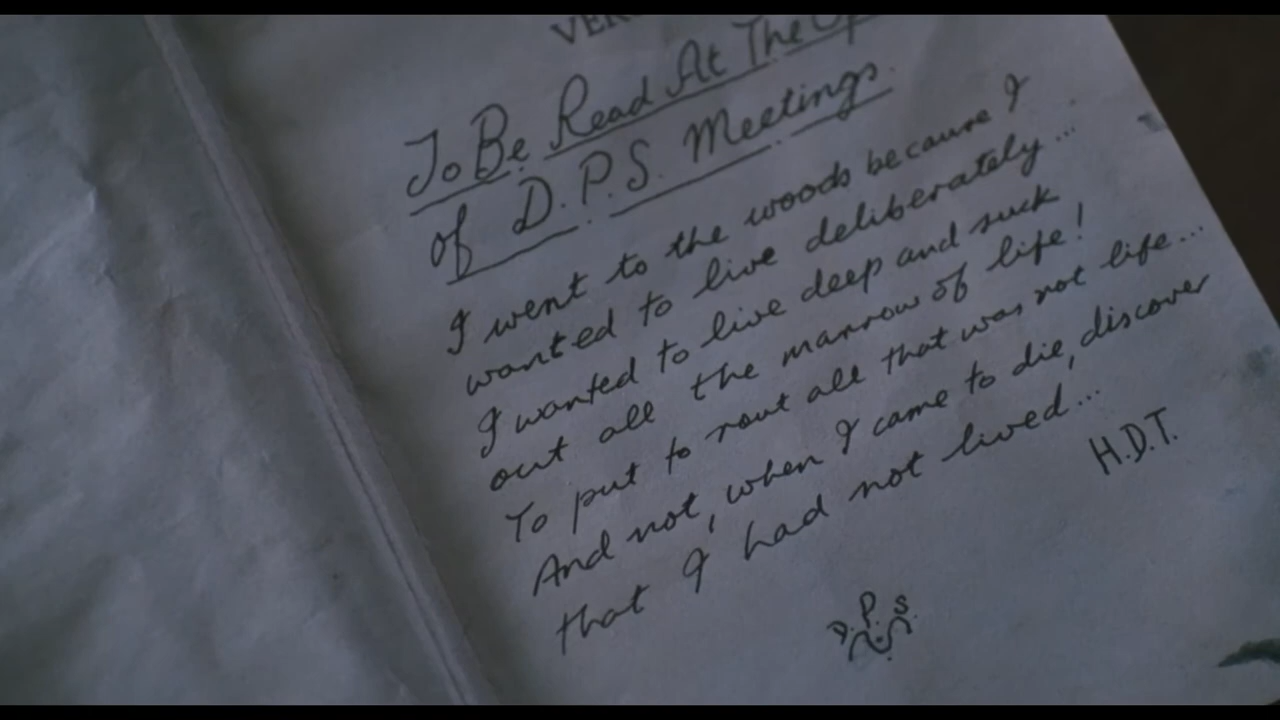 To Be Read At The
of D.P.S. Meetings.
I went to the woods because I
wanted to live deliberately...
I wanted to live deep and suck
out all the marrow of life!
To put to rout all that was not life...
And not, when I came to die, discover
that I had not lived...
H.D.T.
D.P.S.